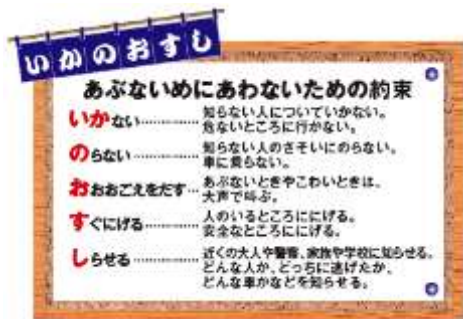 いかのおすし
あぶないめにあわないための約束
いかない…………知らない人についていかない。
危ないところに行かない。
のらない…………知らない人のさそいにのらない。
車に乗らない。
おおおごえをだす…あぶないときやこわいときは、
大声で叫ぶ。
すぐにげる…………人のいるところににげる。
安全なところににげる。
しらせる…………近くの大人や警察、家族や学校に知らせる。
どんな人か、どっちに逃げたか、
どんな車かなどを知らせる。